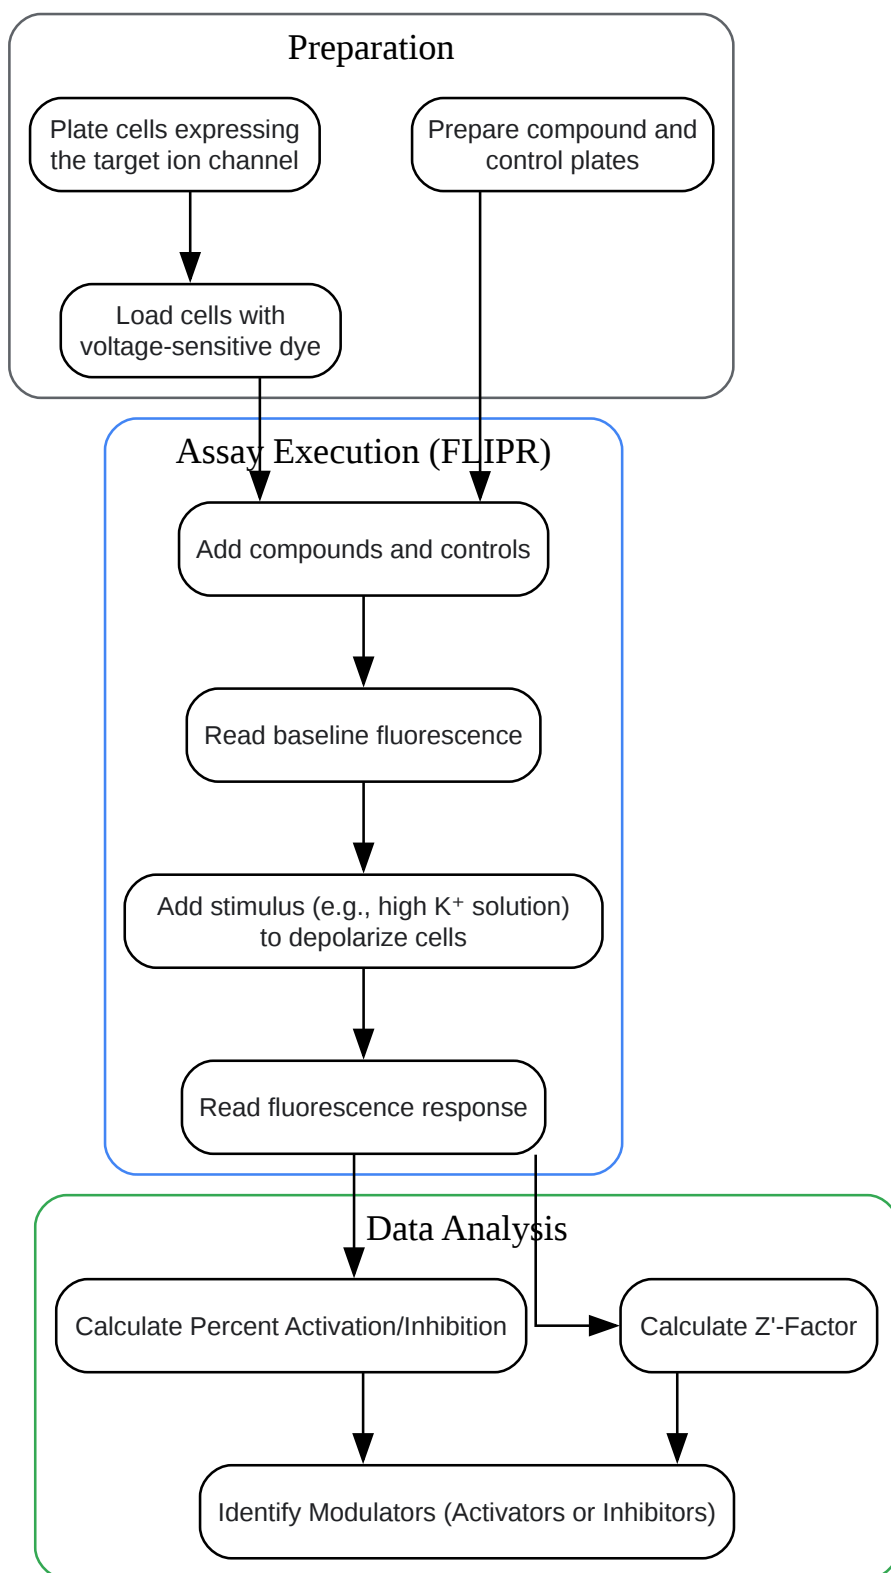 Preparation
Plate cells expressing
the target ion channel
Prepare compound and
control plates
Load cells with
voltage-sensitive dye
Assay Execution (FLIPR)
Add compounds and controls
Read baseline fluorescence
Add stimulus (e.g., high K⁺ solution)
to depolarize cells
Read fluorescence response
Data Analysis
Calculate Percent Activation/Inhibition
Calculate Z'-Factor
Identify Modulators (Activators or Inhibitors)